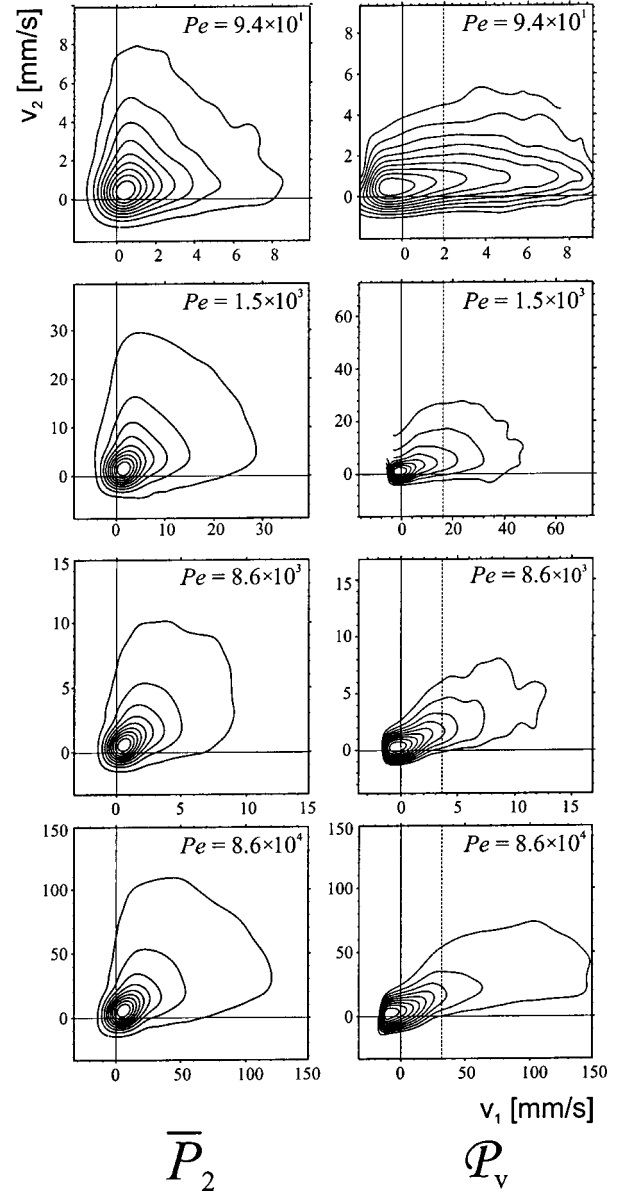 v₂ [mm/s]
Pe = 9.4×10¹
8
6
4
2
0
0 2 4 6 8
Pe = 9.4×10¹
8
6
4
2
0
0 2 4 6 8
Pe = 1.5×10³
30
20
10
0
0 10 20 30
Pe = 1.5×10³
60
40
20
0
0 20 40 60
Pe = 8.6×10³
15
10
5
0
0 5 10 15
Pe = 8.6×10³
15
10
5
0
0 5 10 15
Pe = 8.6×10⁴
150
100
50
0
0 50 100 150
Pe = 8.6×10⁴
150
100
50
0
0 50 100 150
v₁ [mm/s]
P̅₂
𝒫ᵥ